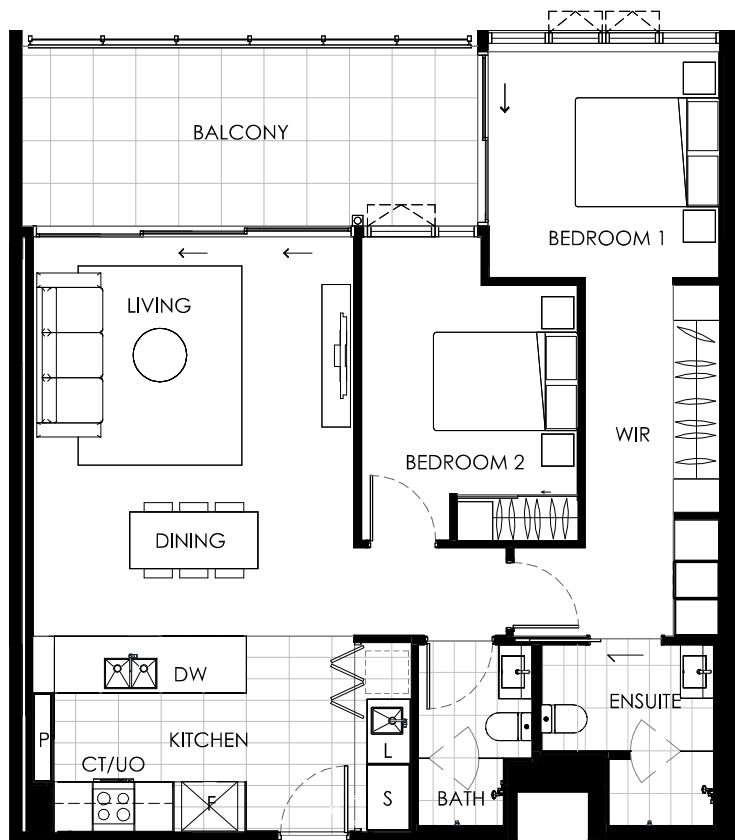 BALCONY
BEDROOM 1
LIVING
WIR
BEDROOM 2
DINING
DW
ENSUITE
P
KITCHEN
L
CT/UO
F
S
BATH